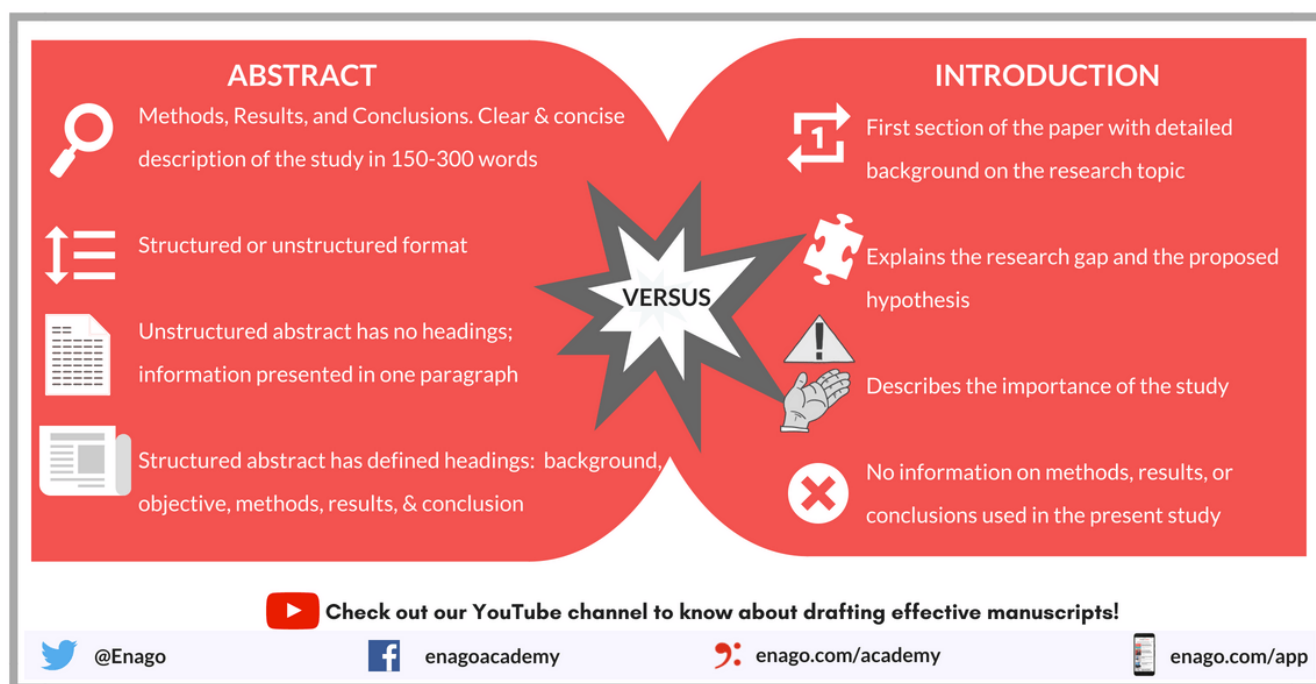 ABSTRACT
Methods, Results, and Conclusions. Clear & concise
description of the study in 150-300 words
Structured or unstructured format
Unstructured abstract has no headings;
information presented in one paragraph
Structured abstract has defined headings: background,
objective, methods, results, & conclusion
VERSUS
INTRODUCTION
1
First section of the paper with detailed
background on the research topic
Explains the research gap and the proposed
hypothesis
!
Describes the importance of the study
No information on methods, results, or
conclusions used in the present study
Check out our YouTube channel to know about drafting effective manuscripts!
@Enago
f
enagoacademy
enago.com/academy
enago.com/app